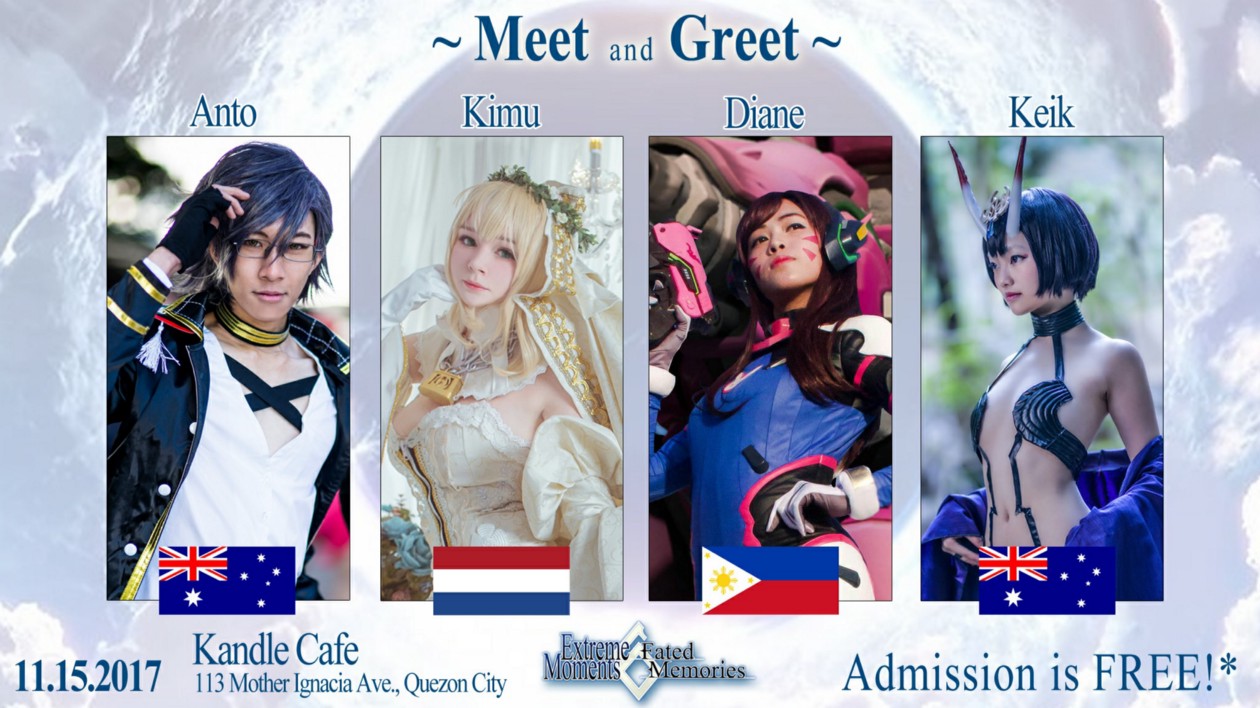 ~ Meet and Greet ~
Anto
Kimu
Diane
Keik
11.15.2017
Kandle Cafe
113 Mother Ignacia Ave., Quezon City
Extreme
Moments
Fated
Memories
Admission is FREE!*